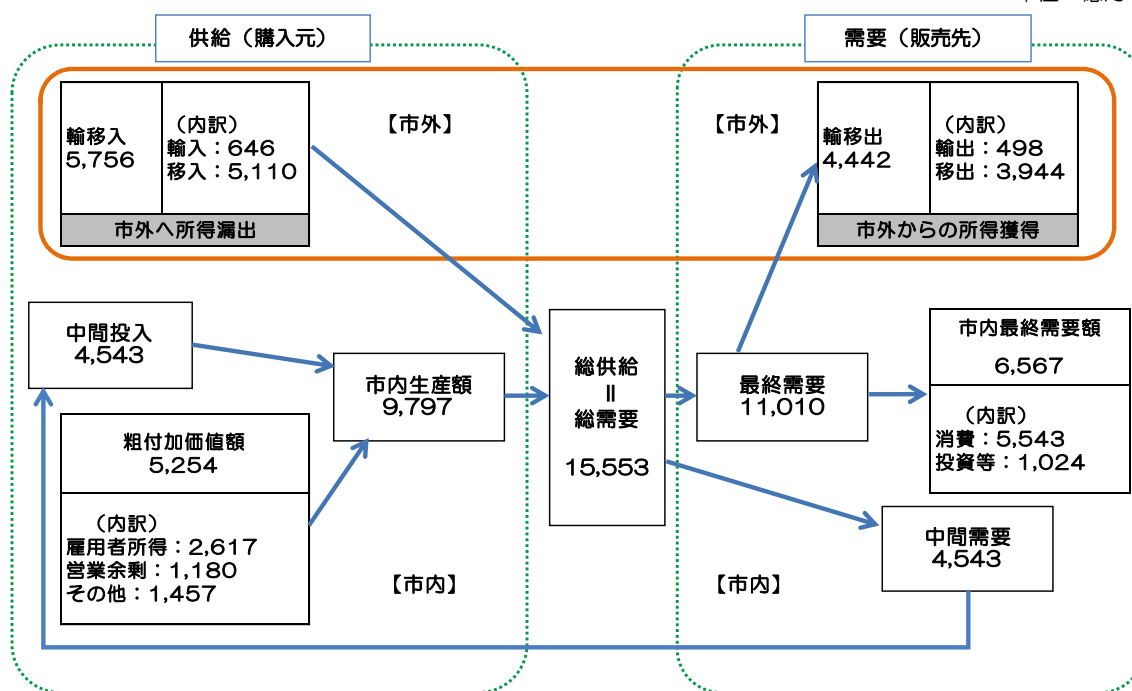 供給（購入元）
需要（販売先）
輸移入
5,756
（内訳）
輸入：646
移入：5,110
市外へ所得漏出
【市外】
【市外】
輸移出
4,442
（内訳）
輸出：498
移出：3,944
市外からの所得獲得
中間投入
4,543
市内生産額
9,797
粗付加価値額
5,254
（内訳）
雇用者所得：2,617
営業余剰：1,180
その他：1,457
【市内】
総供給
＝
総需要
15,553
最終需要
11,010
市内最終需要額
6,567
（内訳）
消費：5,543
投資等：1,024
中間需要
4,543
【市内】